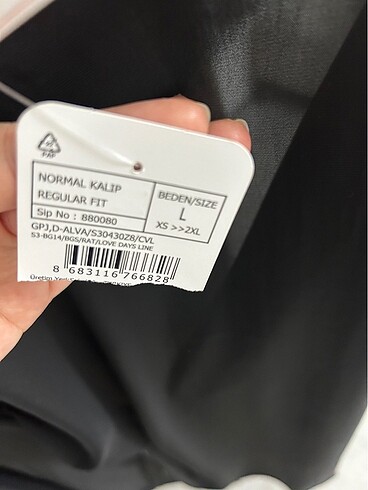 PAP
NORMAL KALIP
REGULAR FIT
Sip No : 880080
BEDEN/SIZE
L
XS >>2XL
GPJ,D-ALVA/S30430Z8/CVL
S3-BG14/BGS/RAT/LOVE DAYS LINE
8 683116 766828